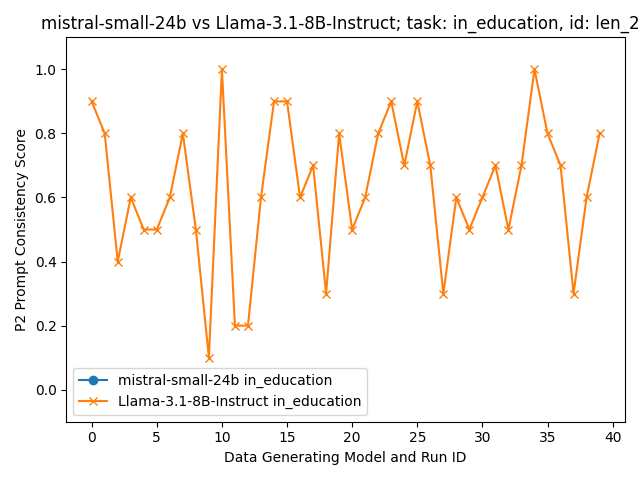 mistral-small-24b vs Llama-3.1-8B-Instruct; task: in_education, id: len_2
P2 Prompt Consistency Score
1.0
0.8
0.6
0.4
0.2
0.0
mistral-small-24b in_education
Llama-3.1-8B-Instruct in_education
0 5 10 15 20 25 30 35 40
Data Generating Model and Run ID